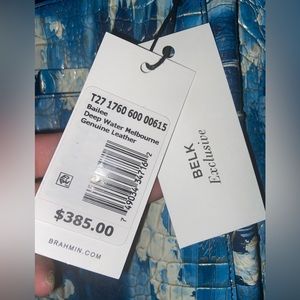 T27 1760 600 00615
Bailee
Deep Water Melbourne
Genuine Leather
$385.00
BRAHMIN.COM
BELK
Exclusive